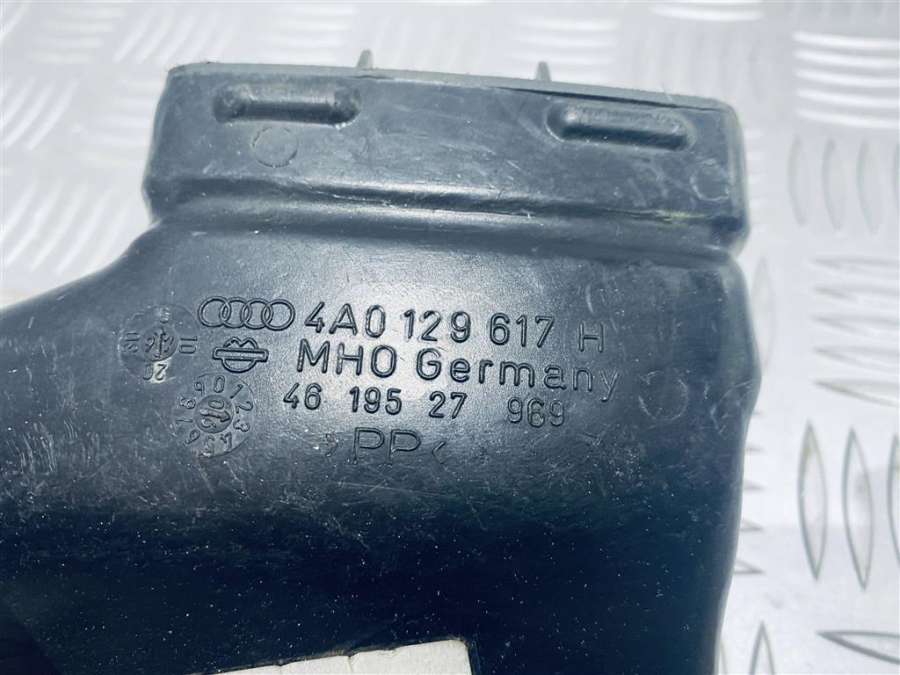 4A0 129 617 H
MHO Germany
46 195 27 969
>PP<